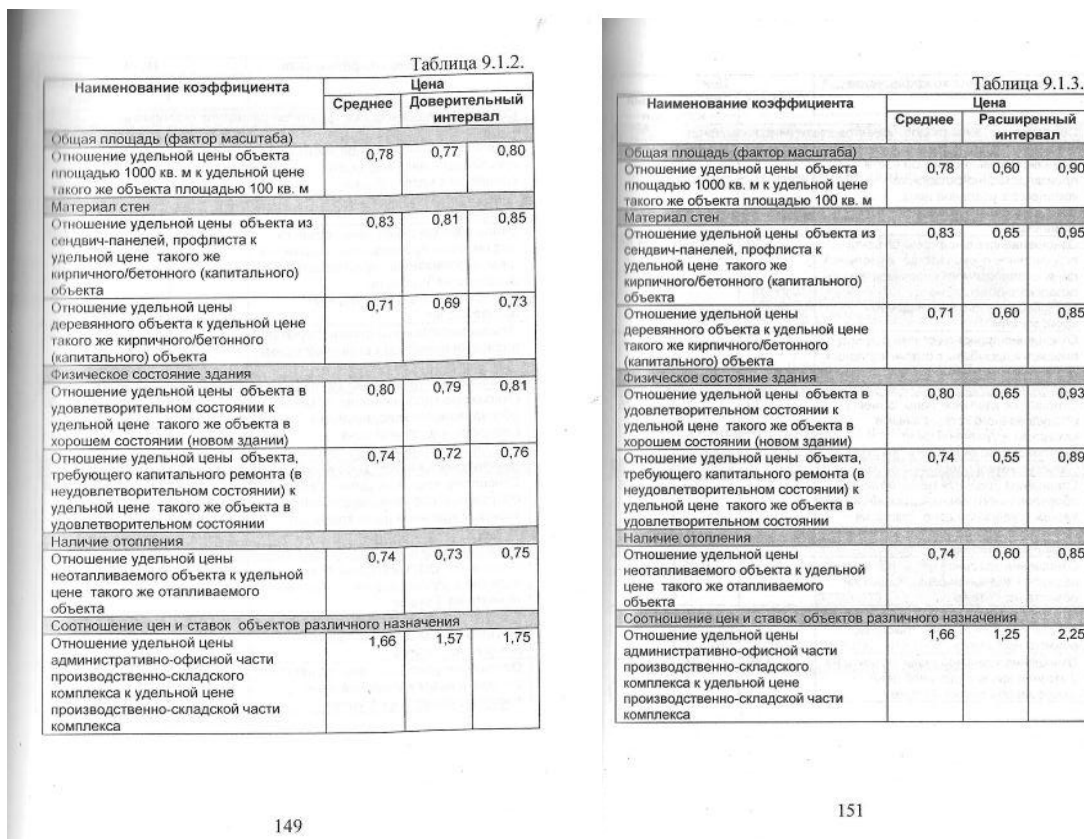 Таблица 9.1.2.
Наименование коэффициента
Цена
Среднее
Доверительный
интервал
Общая площадь (фактор масштаба)
Отношение удельной цены объекта
площадью 1000 кв. м к удельной цене
такого же объекта площадью 100 кв. м
0,78
0,77
0,80
Материал стен
Отношение удельной цены объекта из
сендвич-панелей, профлиста к
удельной цене такого же
кирпичного/бетонного (капитального)
объекта
0,83
0,81
0,85
Отношение удельной цены
деревянного объекта к удельной цене
такого же кирпичного/бетонного
(капитального) объекта
0,71
0,69
0,73
Физическое состояние здания
Отношение удельной цены объекта в
удовлетворительном состоянии к
удельной цене такого же объекта в
хорошем состоянии (новом здании)
0,80
0,79
0,81
Отношение удельной цены объекта,
требующего капитального ремонта (в
неудовлетворительном состоянии) к
удельной цене такого же объекта в
удовлетворительном состоянии
0,74
0,72
0,76
Наличие отопления
Отношение удельной цены
неотапливаемого объекта к удельной
цене такого же отапливаемого
объекта
0,74
0,73
0,75
Соотношение цен и ставок объектов различного назначения
Отношение удельной цены
административно-офисной части
производственно-складского
комплекса к удельной цене
производственно-складской части
комплекса
1,66
1,57
1,75
149
Таблица 9.1.3.
Наименование коэффициента
Цена
Среднее
Расширенный
интервал
Общая площадь (фактор масштаба)
Отношение удельной цены объекта
площадью 1000 кв. м к удельной цене
такого же объекта площадью 100 кв. м
0,78
0,60
0,90
Материал стен
Отношение удельной цены объекта из
сендвич-панелей, профлиста к
удельной цене такого же
кирпичного/бетонного (капитального)
объекта
0,83
0,65
0,95
Отношение удельной цены
деревянного объекта к удельной цене
такого же кирпичного/бетонного
(капитального) объекта
0,71
0,60
0,85
Физическое состояние здания
Отношение удельной цены объекта в
удовлетворительном состоянии к
удельной цене такого же объекта в
хорошем состоянии (новом здании)
0,80
0,65
0,93
Отношение удельной цены объекта,
требующего капитального ремонта (в
неудовлетворительном состоянии) к
удельной цене такого же объекта в
удовлетворительном состоянии
0,74
0,55
0,89
Наличие отопления
Отношение удельной цены
неотапливаемого объекта к удельной
цене такого же отапливаемого
объекта
0,74
0,60
0,85
Соотношение цен и ставок объектов различного назначения
Отношение удельной цены
административно-офисной части
производственно-складского
комплекса к удельной цене
производственно-складской части
комплекса
1,66
1,25
2,25
151